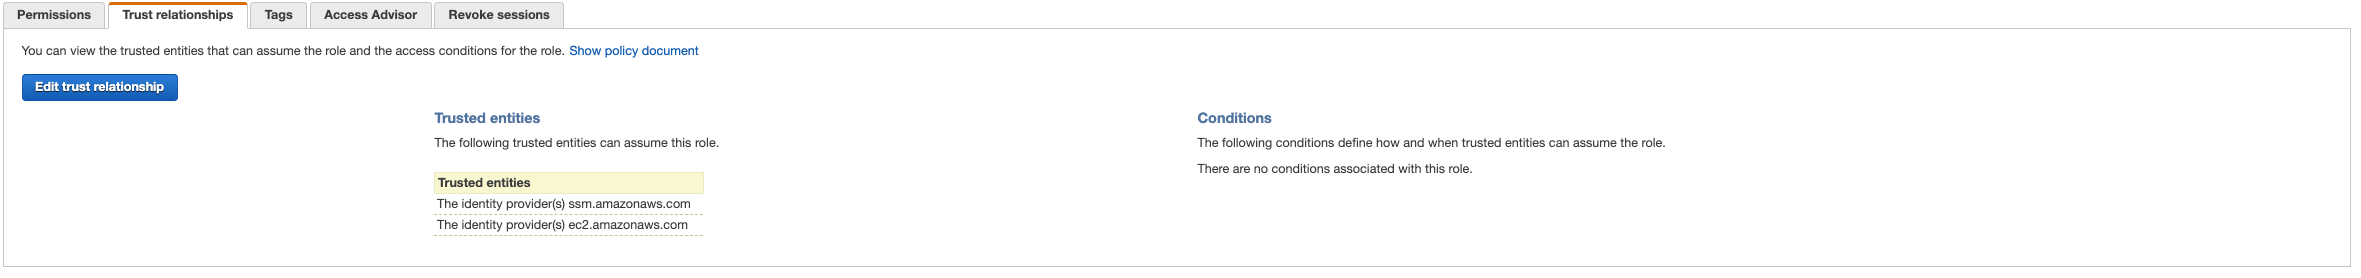 Permissions Trust relationships Tags Access Advisor Revoke sessions
You can view the trusted entities that can assume the role and the access conditions for the role. Show policy document
Edit trust relationship
Trusted entities
The following trusted entities can assume this role.
Trusted entities
The identity provider(s) ssm.amazonaws.com
The identity provider(s) ec2.amazonaws.com
Conditions
The following conditions define how and when trusted entities can assume the role.
There are no conditions associated with this role.